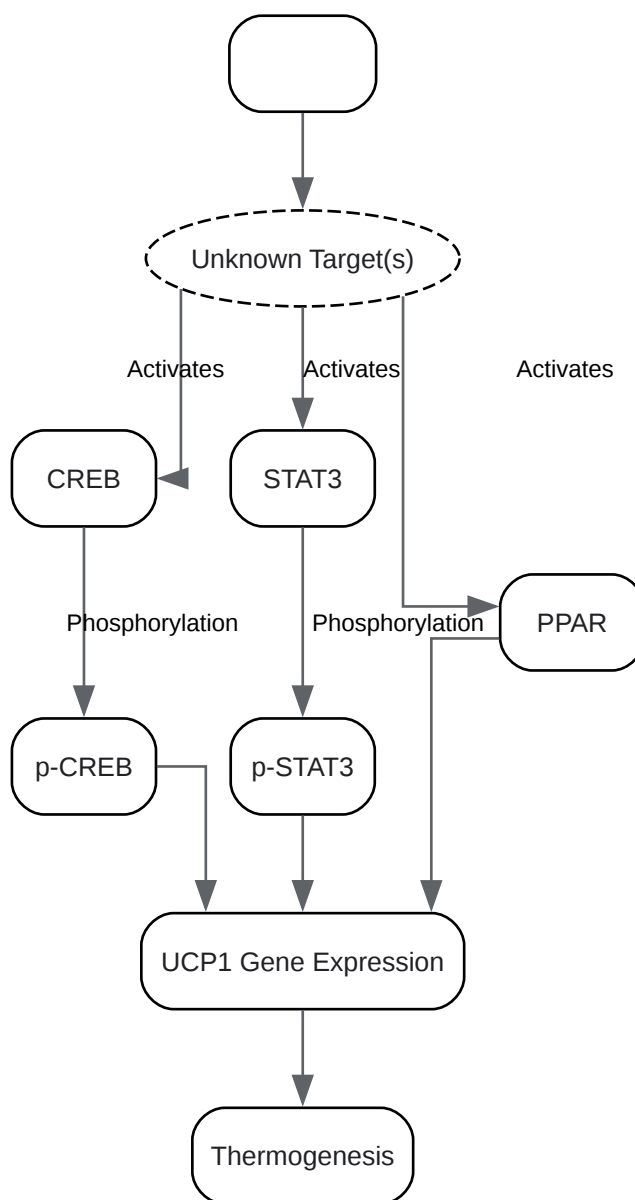 Unknown Target(s)
Activates
Activates
Activates
CREB
STAT3
Phosphorylation
Phosphorylation
PPAR
p-CREB
p-STAT3
UCP1 Gene Expression
Thermogenesis